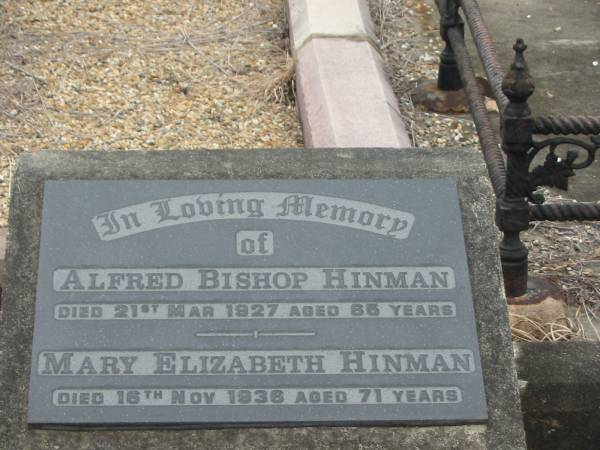 In Loving Memory
of
ALFRED BISHOP HINMAN
DIED 21ST MAR 1927 AGED 65 YEARS
MARY ELIZABETH HINMAN
DIED 16TH NOV 1936 AGED 71 YEARS